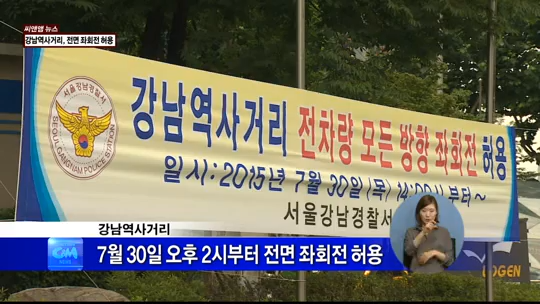 씨앤앰 뉴스
강남역사거리, 전면 좌회전 허용
서울강남경찰서
SEOUL GANGNAM POLICE STATION
강남역사거리 전차량 모든 방향 좌회전 허용
일시: 2015년 7월 30일(목) 14:00시부터~
서울강남경찰서
강남역사거리
C&M
7월 30일 오후 2시부터 전면 좌회전 허용
OGEN